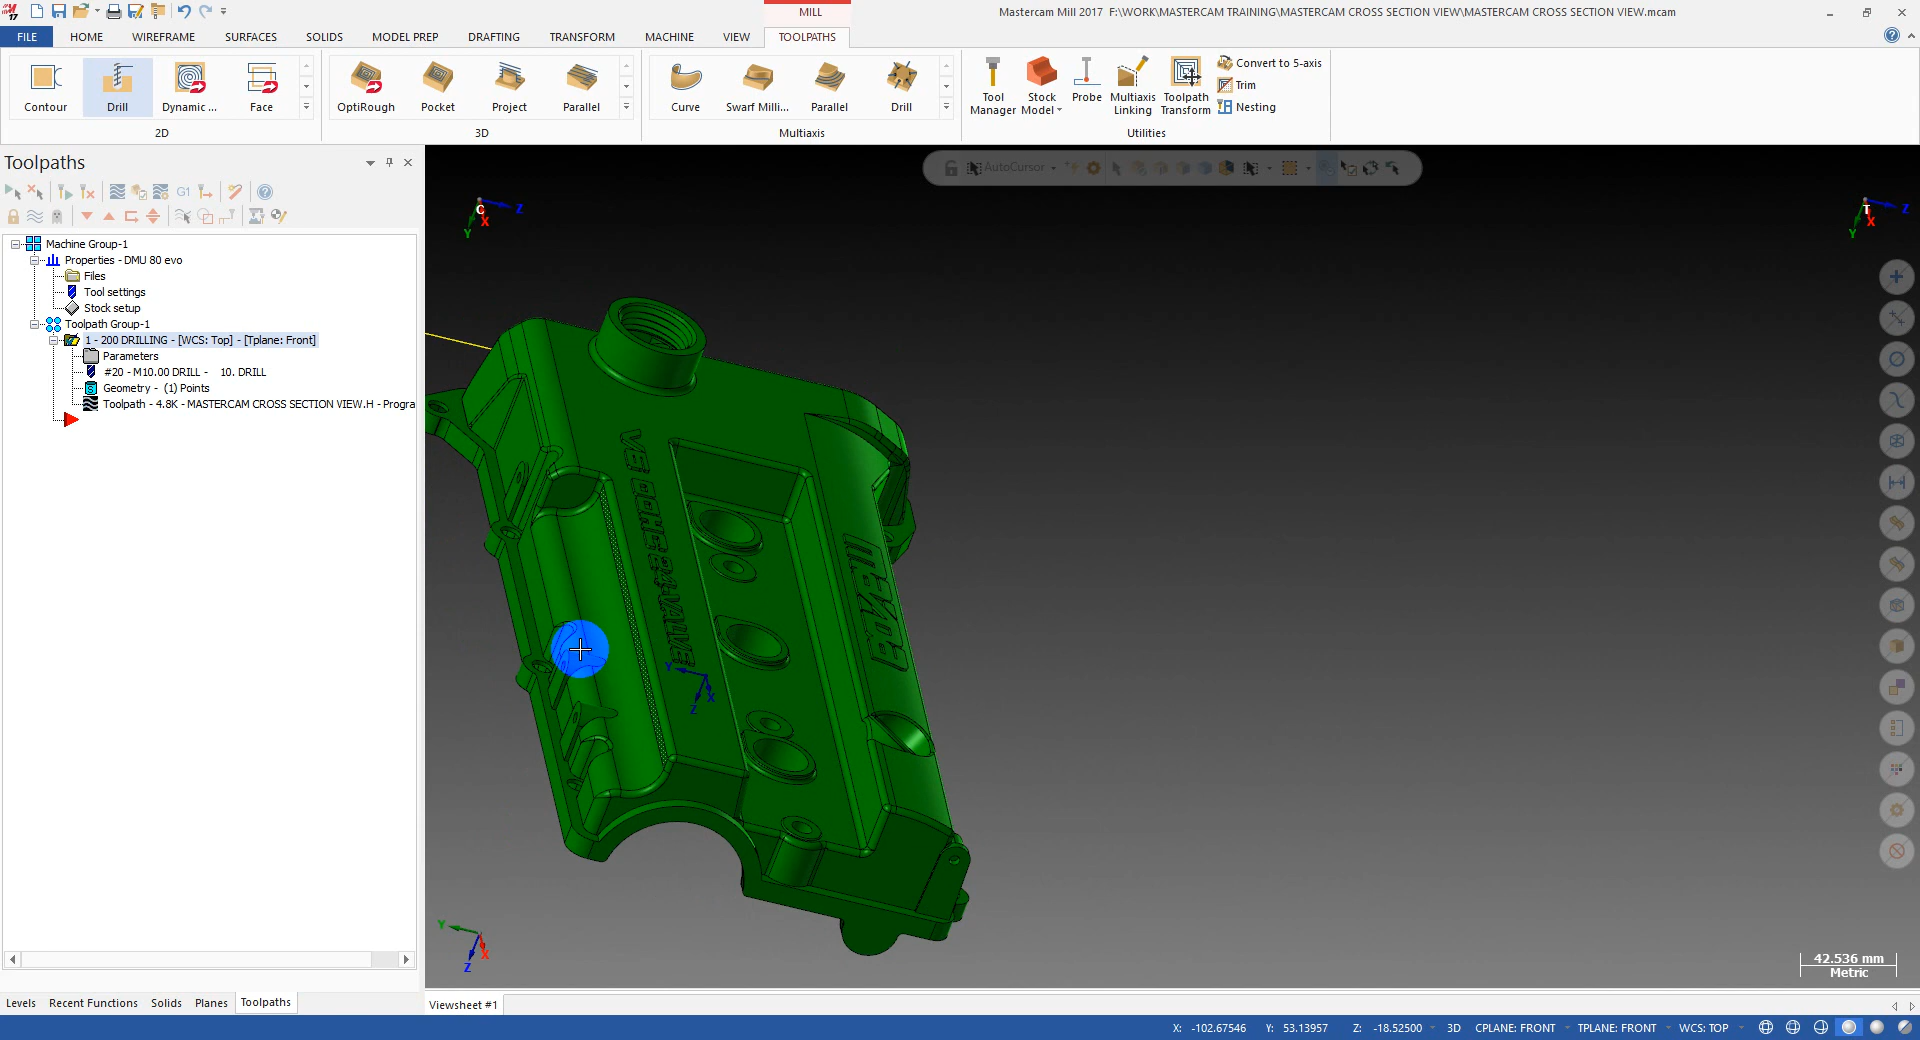 MILL
Mastercam Mill 2017  F:\WORK\MASTERCAM TRAINING\MASTERCAM CROSS SECTION VIEW\MASTERCAM CROSS SECTION VIEW.mcam
FILE HOME WIREFRAME SURFACES SOLIDS MODEL PREP DRAFTING TRANSFORM MACHINE VIEW TOOLPATHS
Contour Drill Dynamic ... Face OptiRough Pocket Project Parallel Curve Swarf Milli... Parallel Drill
Tool Manager Stock Model Probe Multiaxis Linking Toolpath Transform
Convert to 5-axis
Trim
Nesting
2D 3D Multiaxis Utilities
Toolpaths
G1
AutoCursor
Machine Group-1
Properties - DMU 80 evo
Files
Tool settings
Stock setup
Toolpath Group-1
1 - 200 DRILLING - [WCS: Top] - [Tplane: Front]
Parameters
#20 - M10.00 DRILL -    10. DRILL
Geometry -  (1) Points
Toolpath - 4.8K - MASTERCAM CROSS SECTION VIEW.H - Progra
C Z X Y
T Z X Y
Y X Z
Y X Z
42.536 mm
Metric
Levels Recent Functions Solids Planes Toolpaths
Viewsheet #1
X: -102.67546 Y: 53.13957 Z: -18.52500 3D CPLANE: FRONT TPLANE: FRONT WCS: TOP